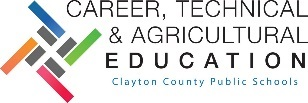 CAREER, TECHNICAL
& AGRICULTURAL
EDUCATION
Clayton County Public Schools